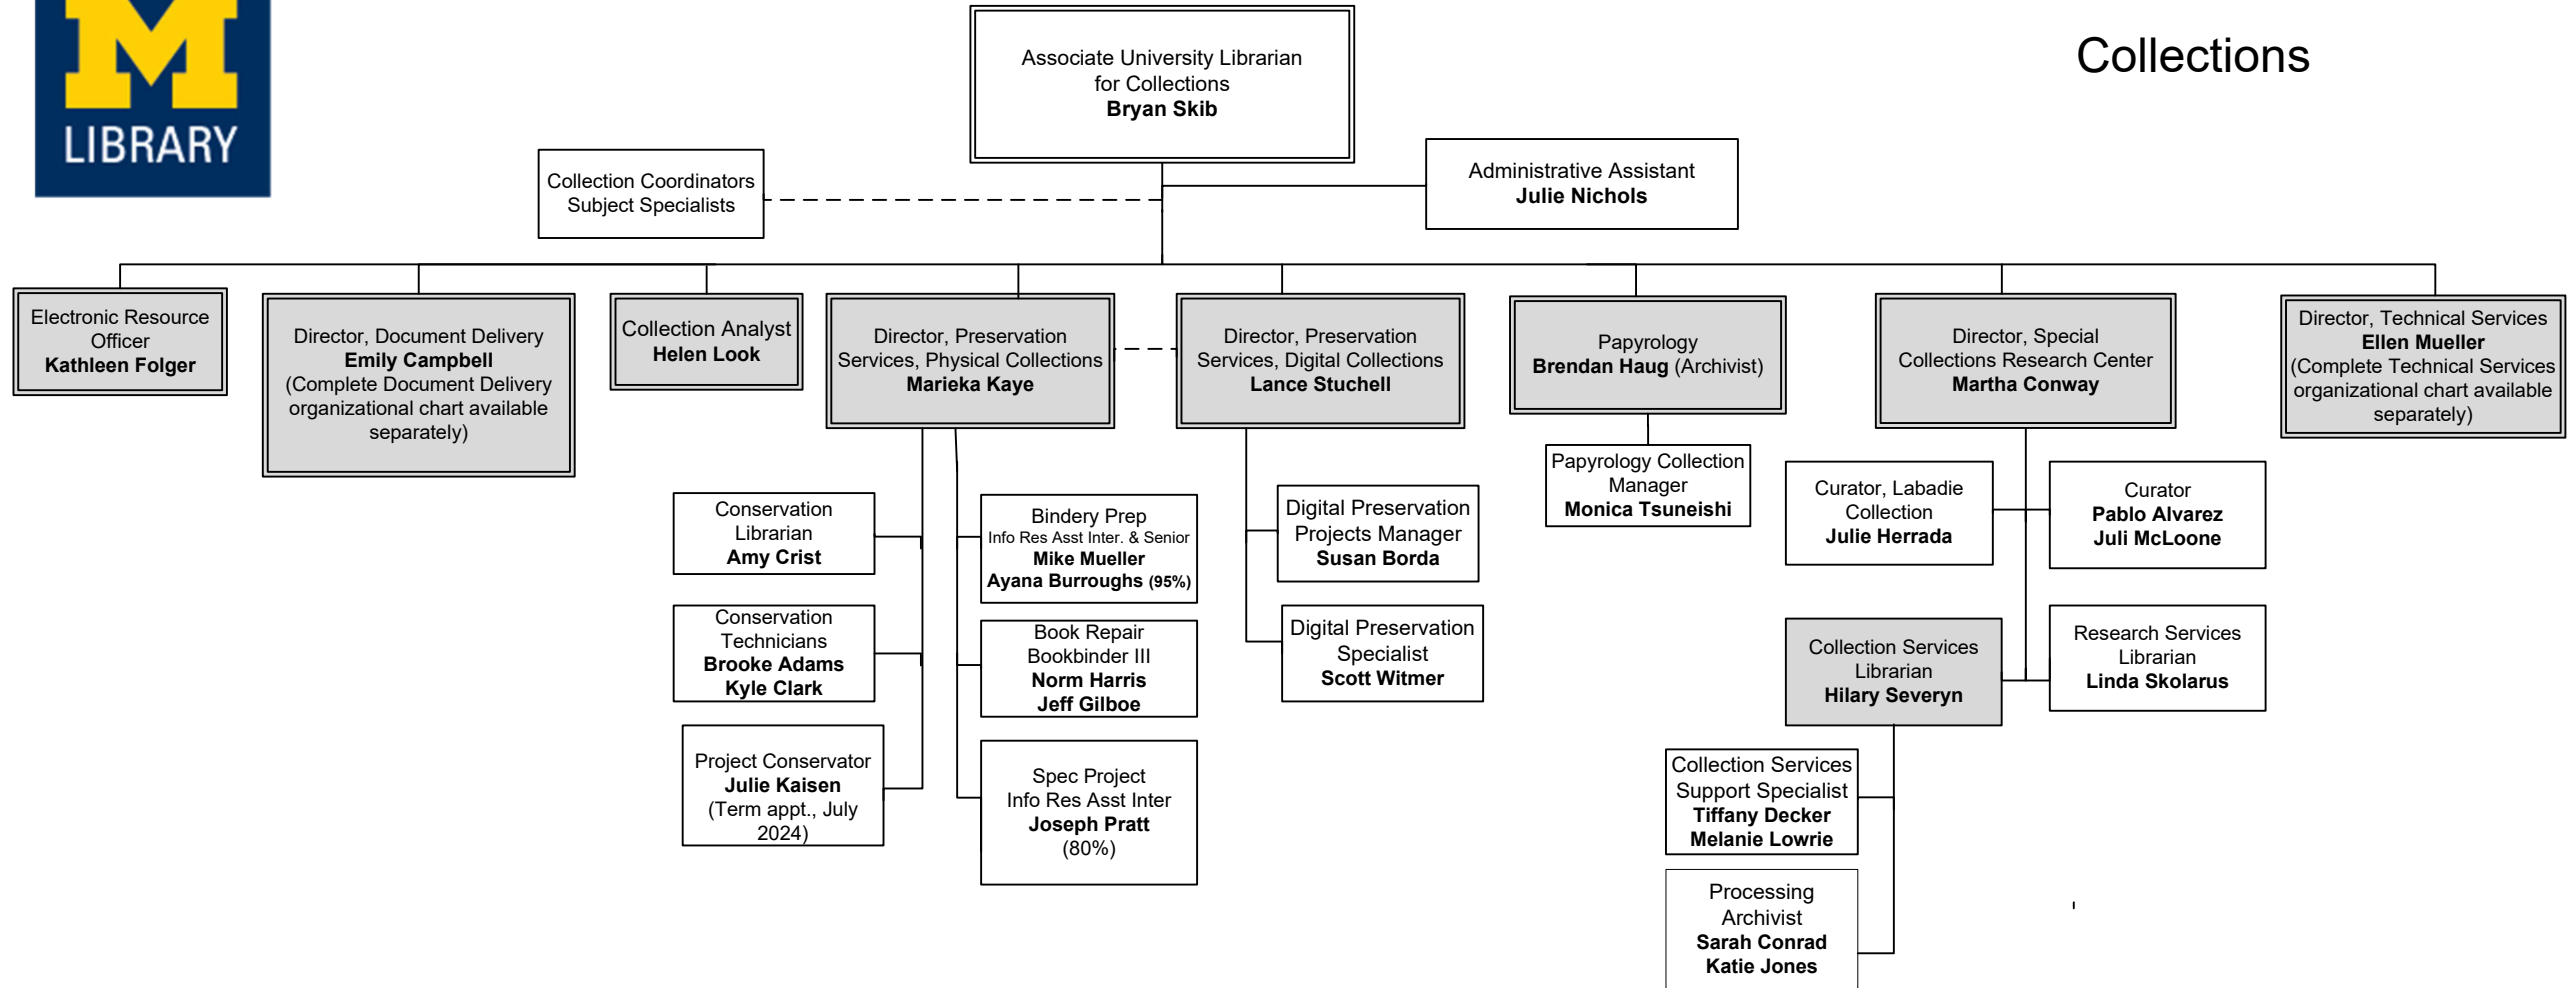 M
LIBRARY
Collections
Associate University Librarian
for Collections
Bryan Skib
Collection Coordinators
Subject Specialists
Administrative Assistant
Julie Nichols
Electronic Resource
Officer
Kathleen Folger
Director, Document Delivery
Emily Campbell
(Complete Document Delivery
organizational chart available
separately)
Collection Analyst
Helen Look
Director, Preservation
Services, Physical Collections
Marieka Kaye
Director, Preservation
Services, Digital Collections
Lance Stuchell
Papyrology
Brendan Haug (Archivist)
Director, Special
Collections Research Center
Martha Conway
Director, Technical Services
Ellen Mueller
(Complete Technical Services
organizational chart available
separately)
Conservation
Librarian
Amy Crist
Conservation
Technicians
Brooke Adams
Kyle Clark
Project Conservator
Julie Kaisen
(Term appt., July
2024)
Bindery Prep
Info Res Asst Inter. & Senior
Mike Mueller
Ayana Burroughs (95%)
Book Repair
Bookbinder III
Norm Harris
Jeff Gilboe
Spec Project
Info Res Asst Inter
Joseph Pratt
(80%)
Digital Preservation
Projects Manager
Susan Borda
Digital Preservation
Specialist
Scott Witmer
Papyrology Collection
Manager
Monica Tsuneishi
Curator, Labadie
Collection
Julie Herrada
Curator
Pablo Alvarez
Juli McLoone
Collection Services
Librarian
Hilary Severyn
Research Services
Librarian
Linda Skolarus
Collection Services
Support Specialist
Tiffany Decker
Melanie Lowrie
Processing
Archivist
Sarah Conrad
Katie Jones